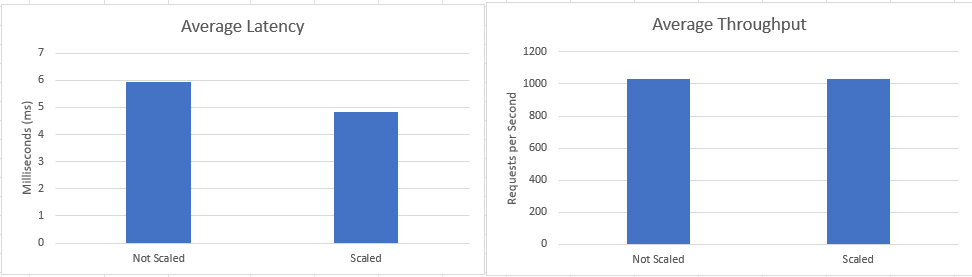 Average Latency
7
6
5
4
3
2
1
0
Milliseconds (ms)
Not Scaled
Scaled
Average Throughput
1200
1000
800
600
400
200
0
Requests per Second
Not Scaled
Scaled